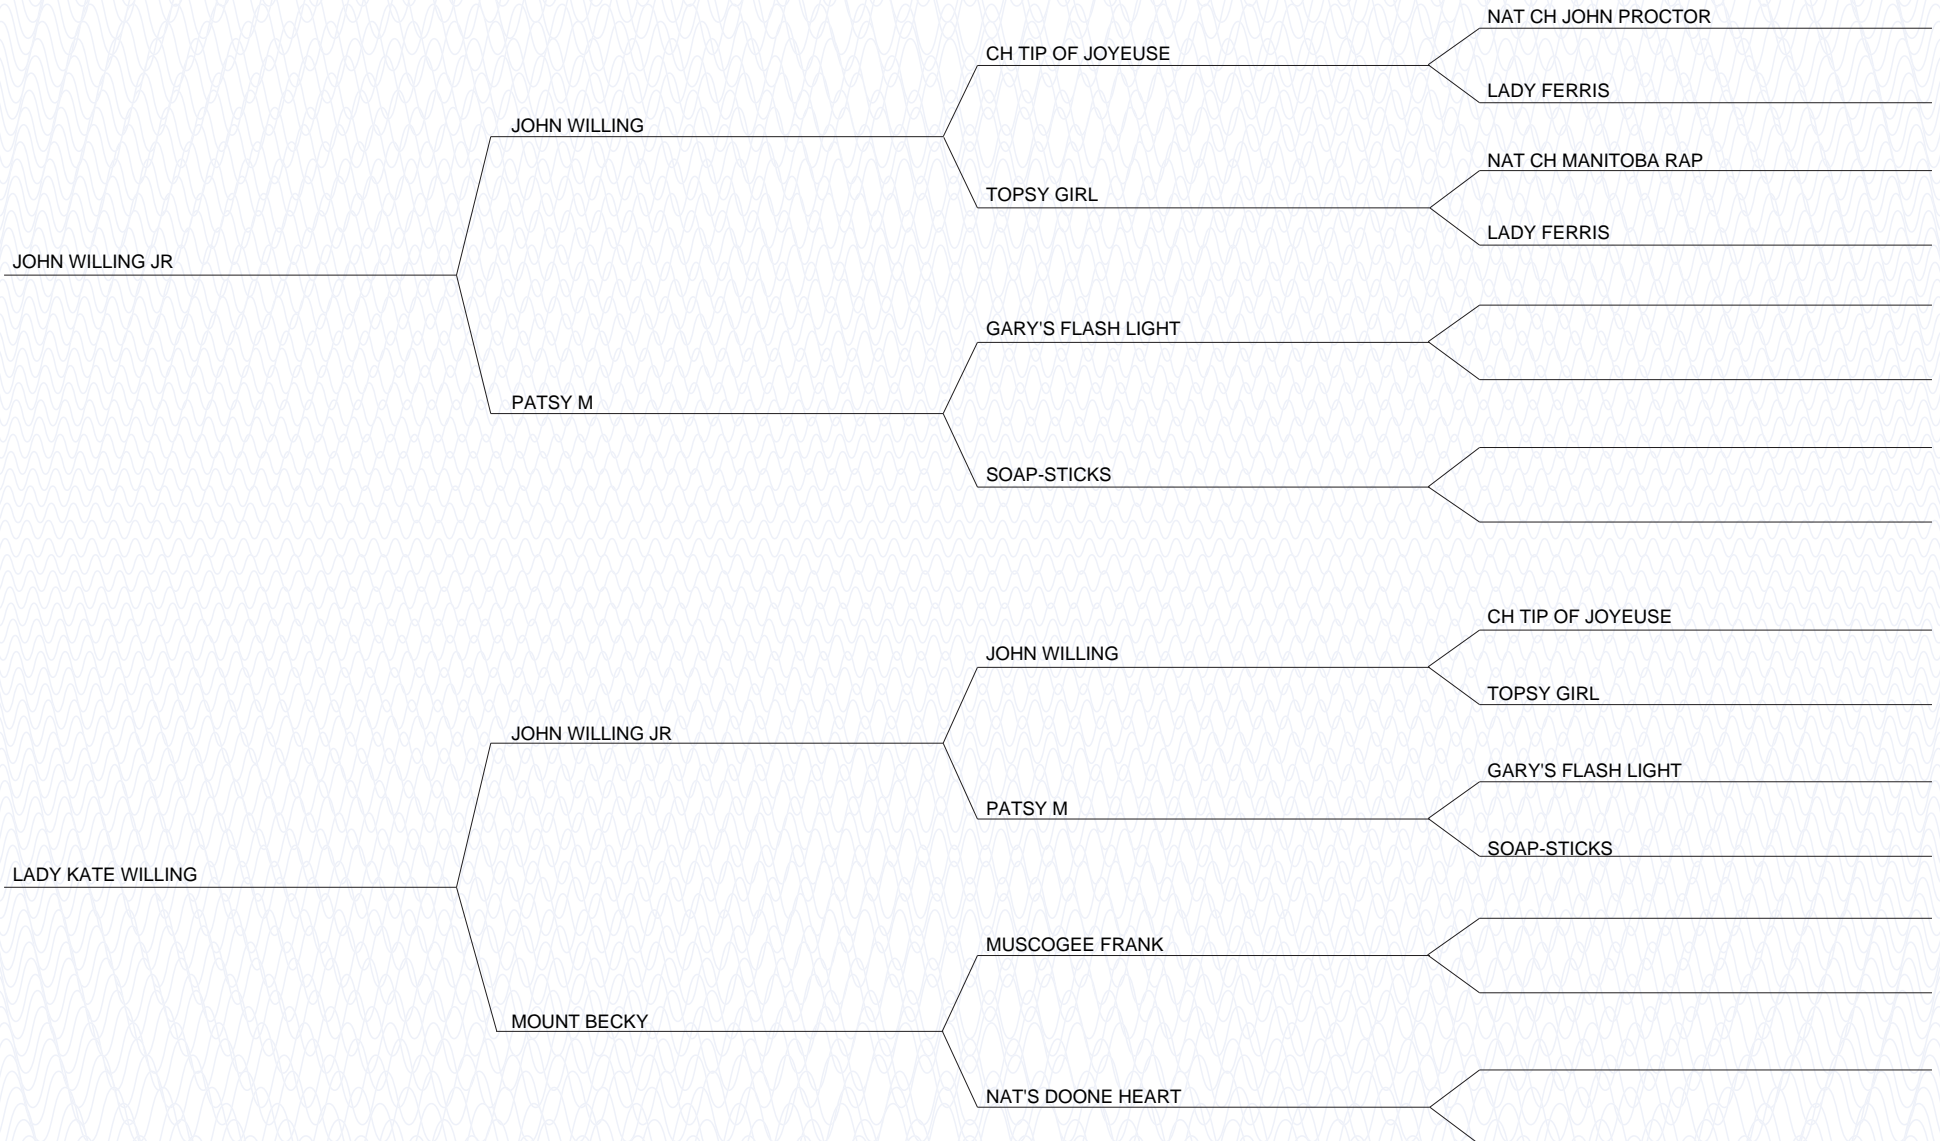 NAT CH JOHN PROCTOR
CH TIP OF JOYEUSE
LADY FERRIS
JOHN WILLING
NAT CH MANITOBA RAP
TOPSY GIRL
LADY FERRIS
JOHN WILLING JR
GARY'S FLASH LIGHT
PATSY M
SOAP-STICKS
CH TIP OF JOYEUSE
JOHN WILLING
TOPSY GIRL
JOHN WILLING JR
GARY'S FLASH LIGHT
PATSY M
SOAP-STICKS
LADY KATE WILLING
MUSCOGEE FRANK
MOUNT BECKY
NAT'S DOONE HEART